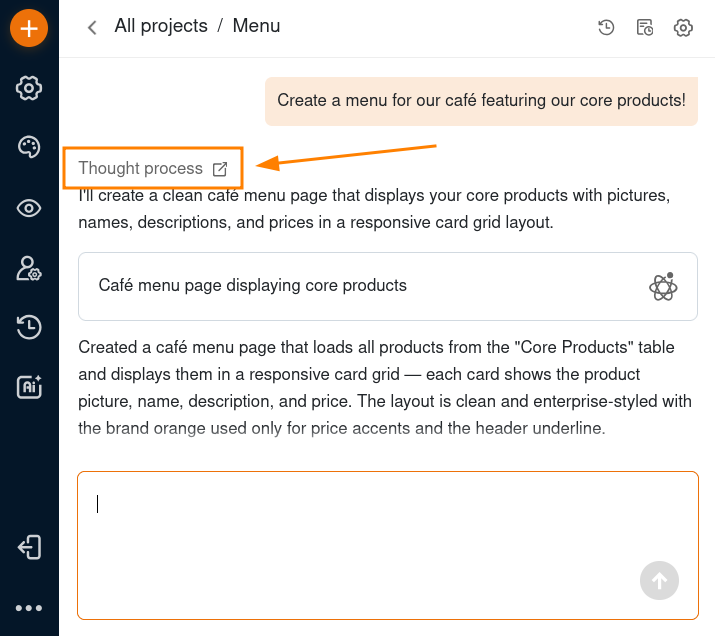 All projects / Menu
Create a menu for our café featuring our core products!
Thought process
I'll create a clean café menu page that displays your core products with pictures,
names, descriptions, and prices in a responsive card grid layout.
Café menu page displaying core products
Created a café menu page that loads all products from the "Core Products" table
and displays them in a responsive card grid — each card shows the product
picture, name, description, and price. The layout is clean and enterprise-styled with
the brand orange used only for price accents and the header underline.
Ai